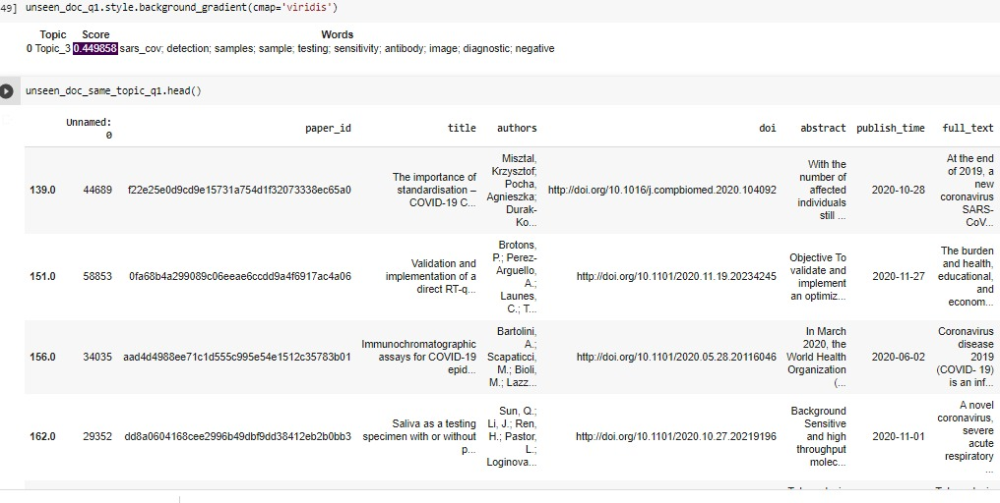 49] unseen_doc_q1.style.background_gradient(cmap='viridis')
Topic Score Words
0 Topic_3 0.449858 sars_cov; detection; samples; sample; testing; sensitivity; antibody; image; diagnostic; negative
unseen_doc_same_topic_q1.head()
Unnamed: 0 paper_id title authors doi abstract publish_time full_text
139.0 44689 f22e25e0d9cd9e15731a754d1f32073338ec65a0 The importance of standardisation – COVID-19 C... Misztal, Krzysztof; Pocha, Agnieszka; Durak-Ko... http://doi.org/10.1016/j.compbiomed.2020.104092 With the number of affected individuals still ... 2020-10-28 At the end of 2019, a new coronavirus SARS-CoV...
151.0 58853 0fa68b4a299089c06eeae6ccdd9a4f6917ac4a06 Validation and implementation of a direct RT-q... Brotons, P.; Perez-Arguello, A.; Launes, C.; T... http://doi.org/10.1101/2020.11.19.20234245 Objective To validate and implement an optimiz... 2020-11-27 The burden and health, educational, and econom...
156.0 34035 aad4d4988ee71c1d555c995e54e1512c35783b01 Immunochromatographic assays for COVID-19 epid... Bartolini, A.; Scapaticci, M.; Bioli, M.; Lazz... http://doi.org/10.1101/2020.05.28.20116046 In March 2020, the World Health Organization (... 2020-06-02 Coronavirus disease 2019 (COVID- 19) is an inf...
162.0 29352 dd8a0604168cee2996b49dbf9dd38412eb2b0bb3 Saliva as a testing specimen with or without p... Sun, Q.; Li, J.; Ren, H.; Pastor, L.; Loginova... http://doi.org/10.1101/2020.10.27.20219196 Background Sensitive and high throughput molec... 2020-11-01 A novel coronavirus, severe acute respiratory ...